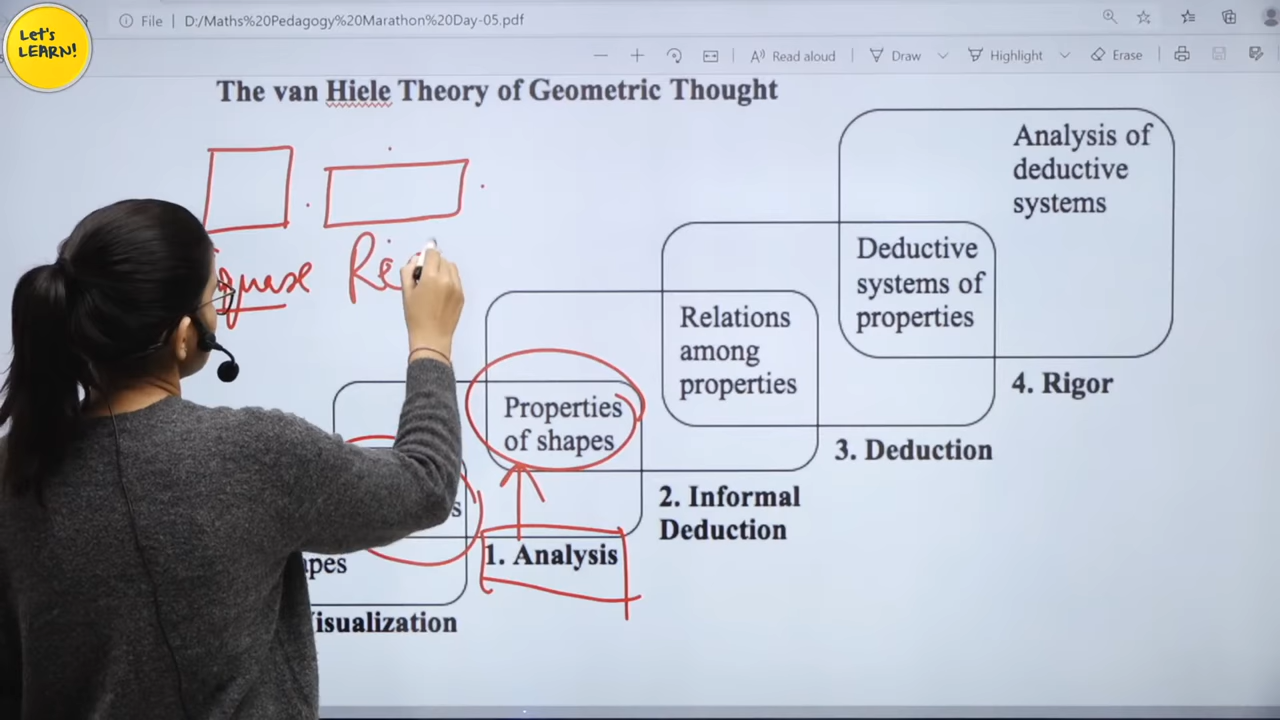 Let's
LEARN!
File D:/Maths%20Pedagogy%20Marathon%20Day-05.pdf
Read aloud Draw Highlight Erase
The van Hiele Theory of Geometric Thought
Analysis of
deductive
systems
Deductive
systems of
properties
4. Rigor
Relations
among
properties
3. Deduction
Properties
of shapes
2. Informal
Deduction
1. Analysis